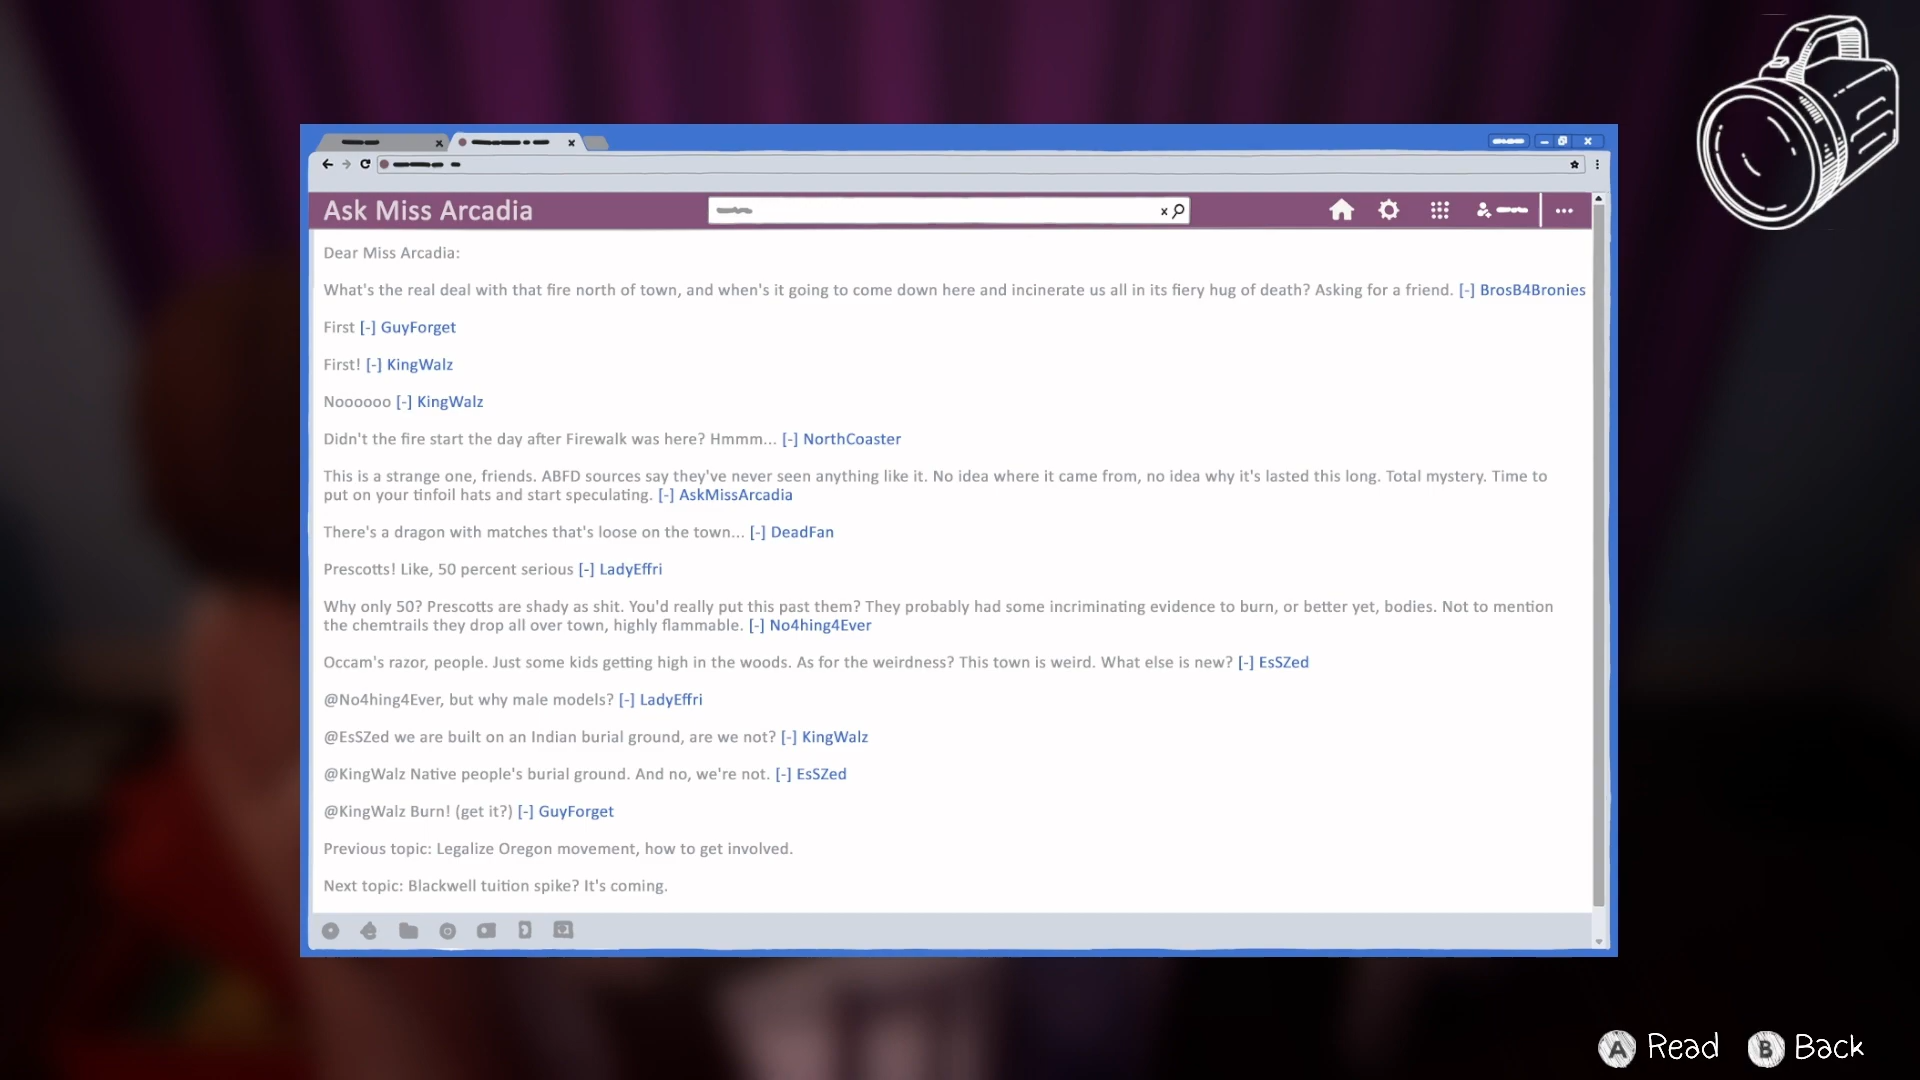 Ask Miss Arcadia
Dear Miss Arcadia:
What's the real deal with that fire north of town, and when's it going to come down here and incinerate us all in its fiery hug of death? Asking for a friend. [-] BrosB4Bronies
First [-] GuyForget
First! [-] KingWalz
Noooooo [-] KingWalz
Didn't the fire start the day after Firewalk was here? Hmmm... [-] NorthCoaster
This is a strange one, friends. ABFD sources say they've never seen anything like it. No idea where it came from, no idea why it's lasted this long. Total mystery. Time to
put on your tinfoil hats and start speculating. [-] AskMissArcadia
There's a dragon with matches that's loose on the town... [-] DeadFan
Prescotts! Like, 50 percent serious [-] LadyEffri
Why only 50? Prescotts are shady as shit. You'd really put this past them? They probably had some incriminating evidence to burn, or better yet, bodies. Not to mention
the chemtrails they drop all over town, highly flammable. [-] No4hing4Ever
Occam's razor, people. Just some kids getting high in the woods. As for the weirdness? This town is weird. What else is new? [-] EsSZed
@No4hing4Ever, but why male models? [-] LadyEffri
@EsSZed we are built on an Indian burial ground, are we not? [-] KingWalz
@KingWalz Native people's burial ground. And no, we're not. [-] EsSZed
@KingWalz Burn! (get it?) [-] GuyForget
Previous topic: Legalize Oregon movement, how to get involved.
Next topic: Blackwell tuition spike? It's coming.
A Read B Back